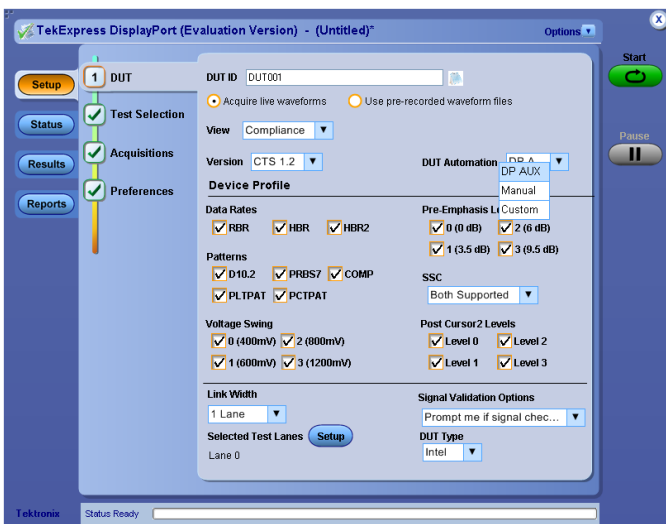 TekExpress DisplayPort (Evaluation Version) - (Untitled)*
Options
x
Start
Setup
1 DUT
DUT ID DUT001
Acquire live waveforms Use pre-recorded waveform files
Status
Test Selection
View Compliance
Pause
Results
Acquisitions
Version CTS 1.2 DUT Automation DP A
DP AUX
Manual
Custom
Reports
Preferences
Device Profile
Data Rates Pre-Emphasis L
RBR HBR HBR2 0 (0 dB) 2 (6 dB)
1 (3.5 dB) 3 (9.5 dB)
Patterns
D10.2 PRBS7 COMP
SSC
PLTPAT PCTPAT Both Supported
Voltage Swing Post Cursor2 Levels
0 (400mV) 2 (800mV) Level 0 Level 2
1 (600mV) 3 (1200mV) Level 1 Level 3
Link Width Signal Validation Options
1 Lane Prompt me if signal chec...
Selected Test Lanes Setup DUT Type
Lane 0 Intel
Tektronix Status Ready